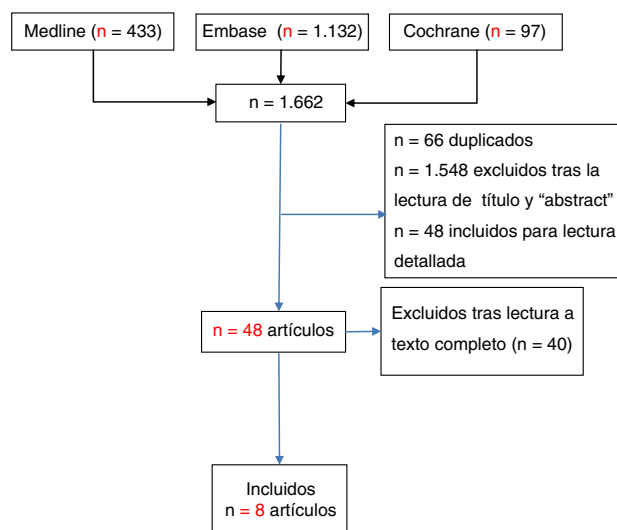 Medline (n = 433)
Embase (n = 1.132)
Cochrane (n = 97)
n = 1.662
n = 66 duplicados
n = 1.548 excluidos tras la
lectura de título y “abstract”
n = 48 incluidos para lectura
detallada
n = 48 artículos
Excluidos tras lectura a
texto completo (n = 40)
Incluidos
n = 8 artículos